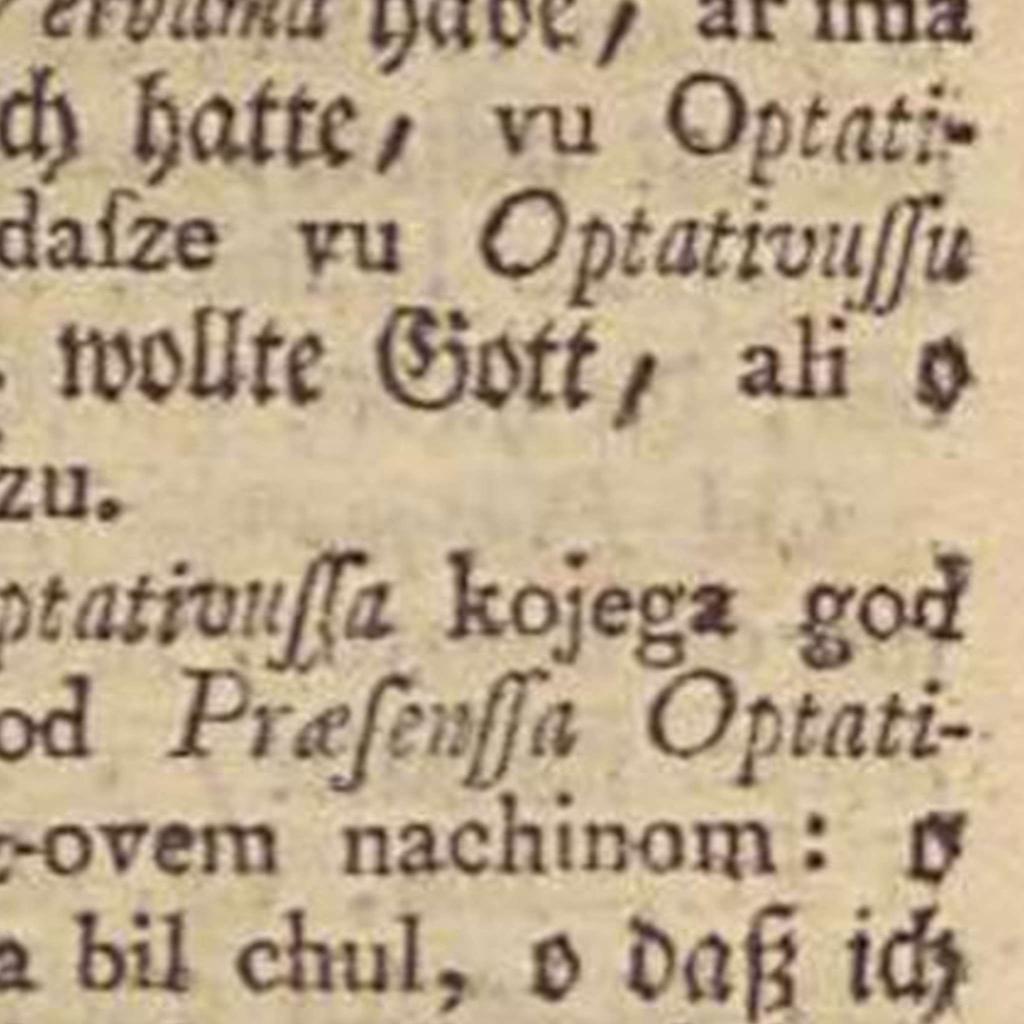 habe, ar ima
ch hatte, vu Optati-
daſze vu Optativuſſu
wollte Gott, ali o
zu.
ptativuſſa kojega god
od Præſenſſa Optati-
-ovem nachinom: o
a bil chul, o daß ich